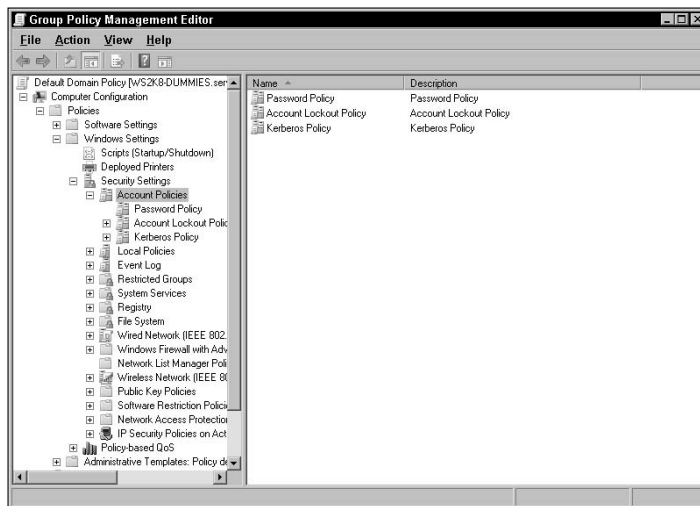 Group Policy Management Editor
File Action View Help
Default Domain Policy [WS2K8-DUMMIES.ser
Computer Configuration
Policies
Software Settings
Windows Settings
Scripts (Startup/Shutdown)
Deployed Printers
Security Settings
Account Policies
Password Policy
Account Lockout Polic
Kerberos Policy
Local Policies
Event Log
Restricted Groups
System Services
Registry
File System
Wired Network (IEEE 802.
Windows Firewall with Adv
Network List Manager Poli
Wireless Network (IEEE 80
Public Key Policies
Software Restriction Polici
Network Access Protection
IP Security Policies on Act
Policy-based QoS
Administrative Templates: Policy de
Name Description
Password Policy Password Policy
Account Lockout Policy Account Lockout Policy
Kerberos Policy Kerberos Policy